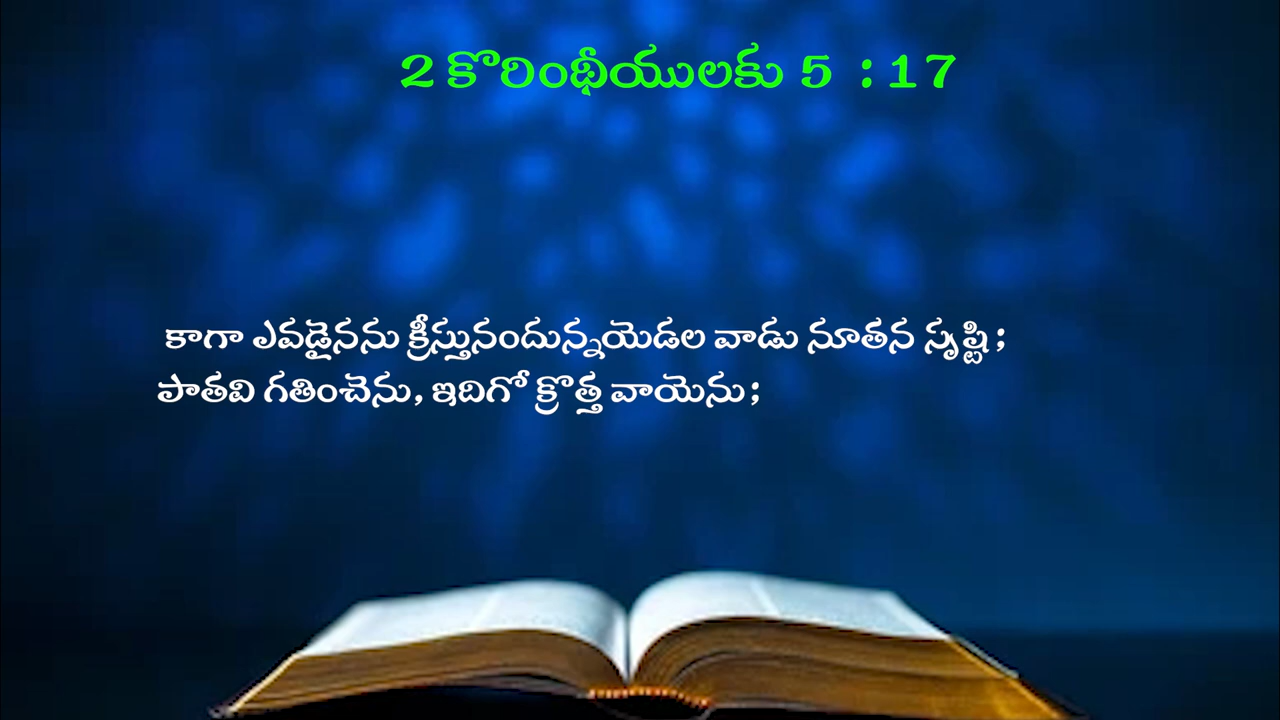 2 కొరింథీయులకు 5 : 17
కాగా ఎవడైనను క్రీస్తునందున్నయెడల వాడు నూతన సృష్టి ;
పాతవి గతించెను, ఇదిగో క్రొత్త వాయెను ;